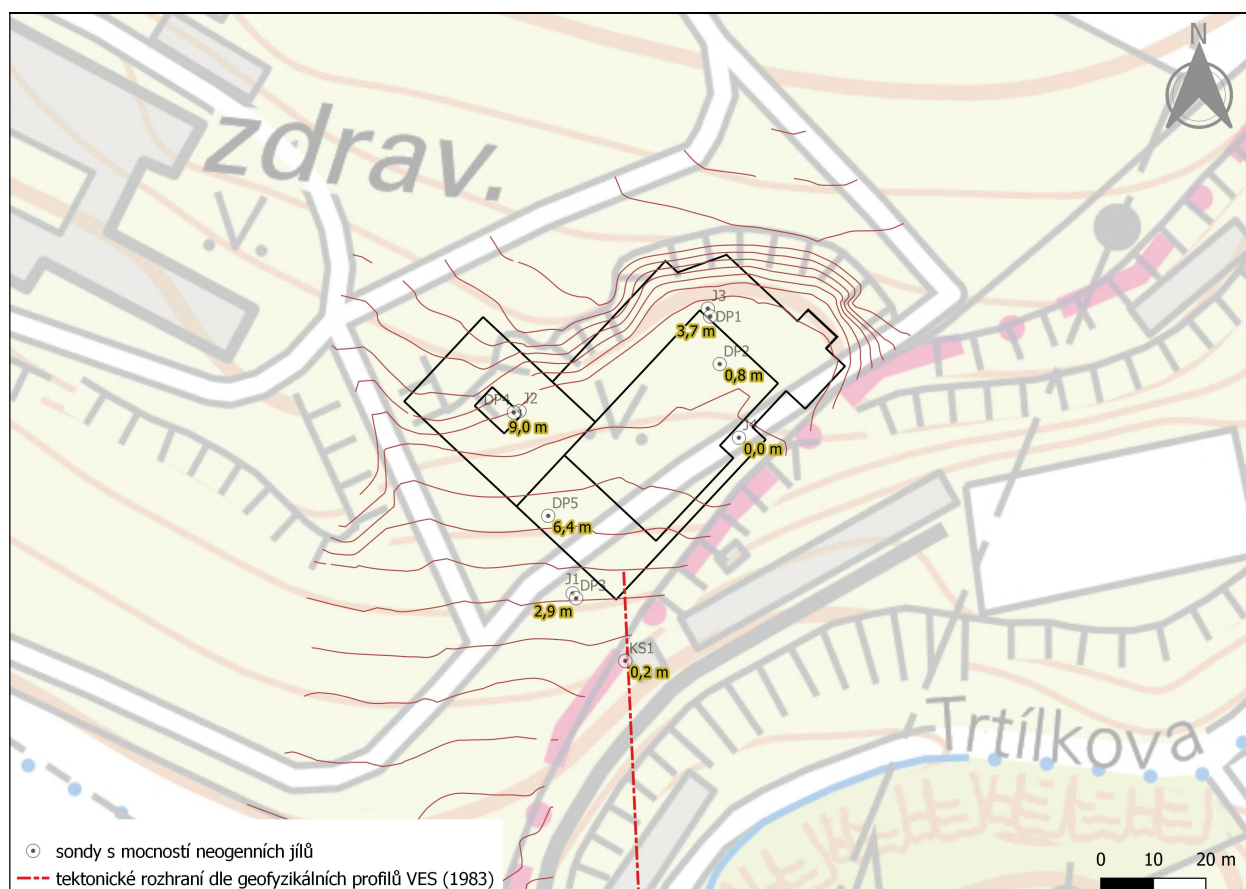 N
zdrav.
J3
DP1
3,7 m
DP2
0,8 m
DP4
J2
9,0 m
J4
0,0 m
DP5
6,4 m
J1
DP3
2,9 m
KS1
0,2 m
Trtílkova
sondy s mocností neogenních jílů
tektonické rozhraní dle geofyzikálních profilů VES (1983)
0 10 20 m